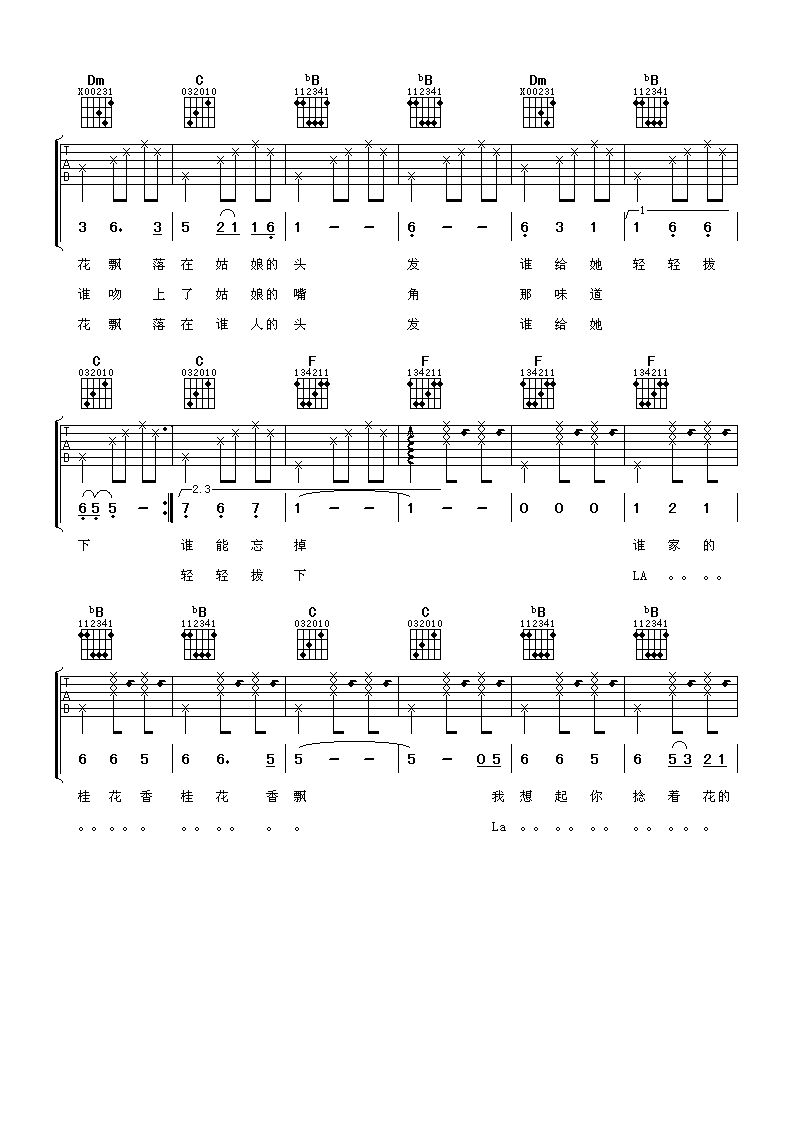 Dm C ♭B ♭B Dm ♭B
X00231 032010 112341 112341 X00231 112341
TAB
3 6. 3 5 2 1 1 6 1 - - 6 - - 6 3 1 1 1 6 6
花 飘 落 在 姑 娘的 头 发 谁 给 她 轻 轻 拨
谁 吻 上 了 姑 娘的 嘴 角 那 味 道
花 飘 落 在 谁 人的 头 发 谁 给 她
C C F F F F
032010 032010 134211 134211 134211 134211
TAB
2.3
6 5 5 - 7 6 7 1 - - 1 - - 0 0 0 1 2 1
下 谁 能 忘 掉 谁 家 的
轻 轻 拨 下 LA 。。 。。
♭B ♭B C C ♭B ♭B
112341 112341 032010 032010 112341 112341
TAB
6 6 5 6 6. 5 5 - - 5 - 0 5 6 6 5 6 5 3 2 1
桂 花 香 桂 花 香 飘 我 想 起 你 捻 着 花的
。。。。。 。。 。。 。 。 La 。。 。。 。。 。。 。。 。